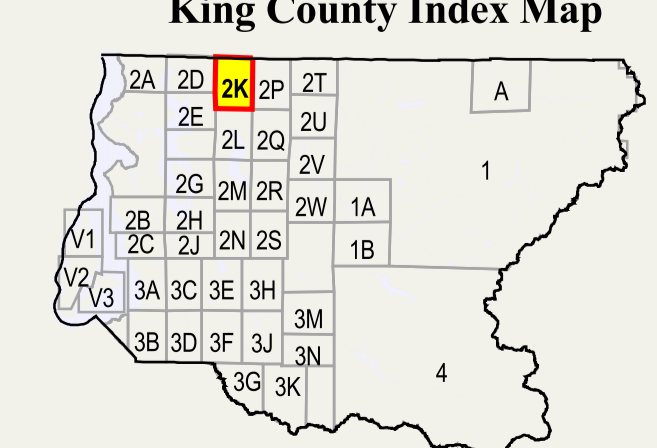 King County Index Map
2A 2D 2K 2P 2T A
2E 2L 2Q 2U
2V 1
2G 2M 2R 2W 1A
2B 2H
V1 2C 2J 2N 2S 1B
V2 V3 3A 3C 3E 3H
3M
3B 3D 3F 3J 3N
3G 3K 4